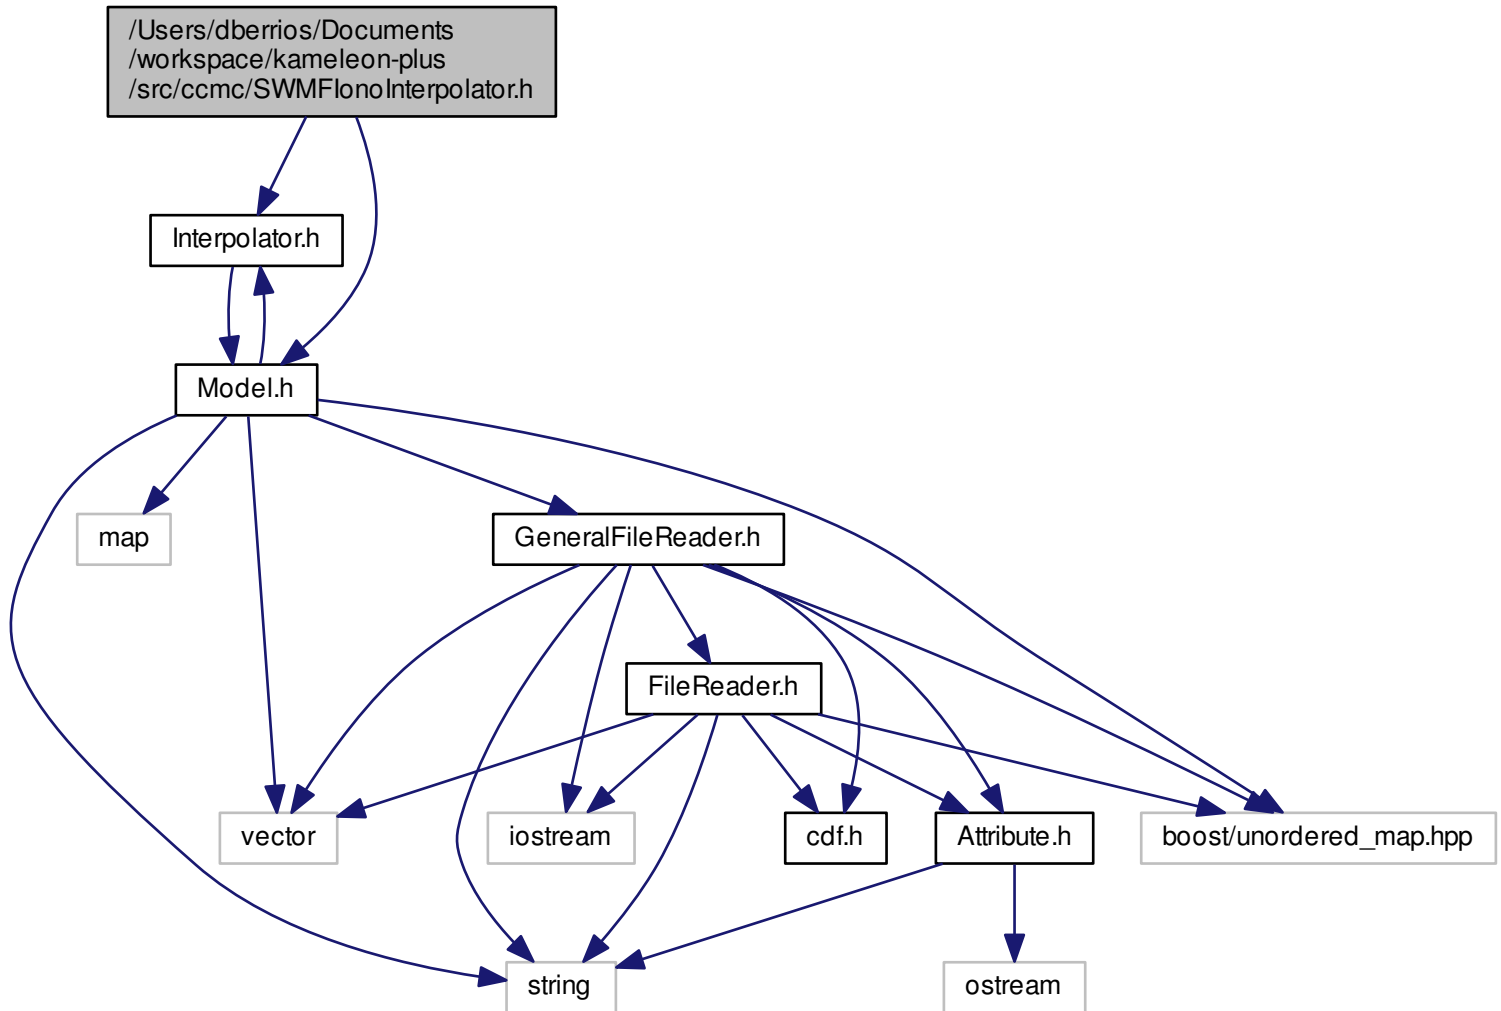 /Users/dberrios/Documents
/workspace/kameleon-plus
/src/ccmc/SWMFIonoInterpolator.h
Interpolator.h
Model.h
map
GeneralFileReader.h
FileReader.h
vector
iostream
cdf.h
Attribute.h
boost/unordered_map.hpp
string
ostream